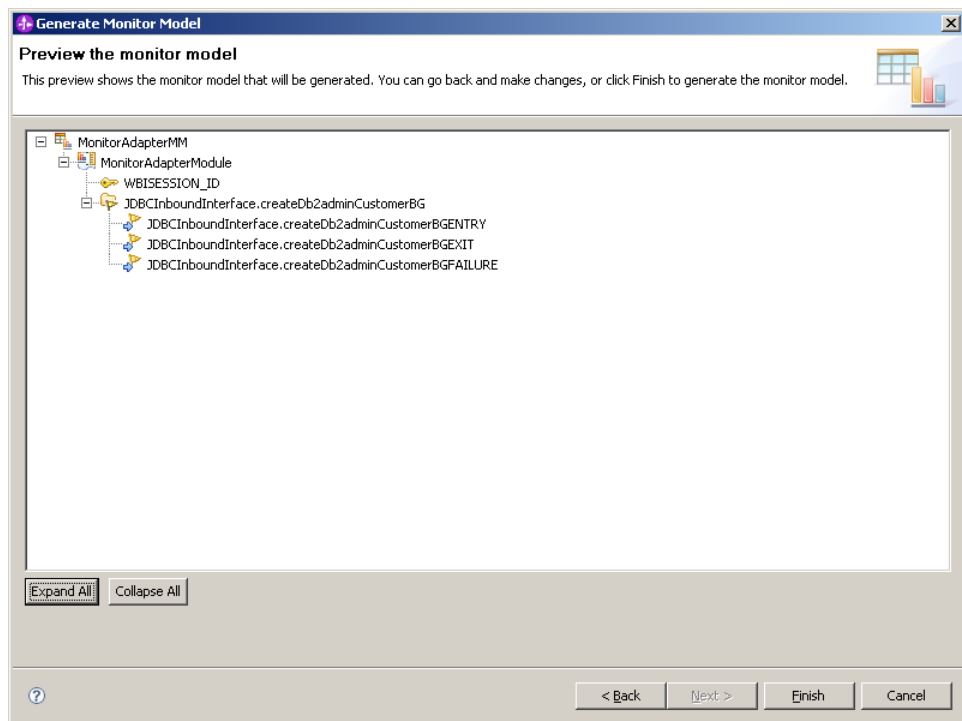 Generate Monitor Model
Preview the monitor model
This preview shows the monitor model that will be generated. You can go back and make changes, or click Finish to generate the monitor model.
MonitorAdapterMM
MonitorAdapterModule
WBISESSION_ID
JDBCInboundInterface.createDb2adminCustomerBG
JDBCInboundInterface.createDb2adminCustomerBGENTRY
JDBCInboundInterface.createDb2adminCustomerBGEXIT
JDBCInboundInterface.createDb2adminCustomerBGFAILURE
Expand All Collapse All
? < Back Next > Finish Cancel